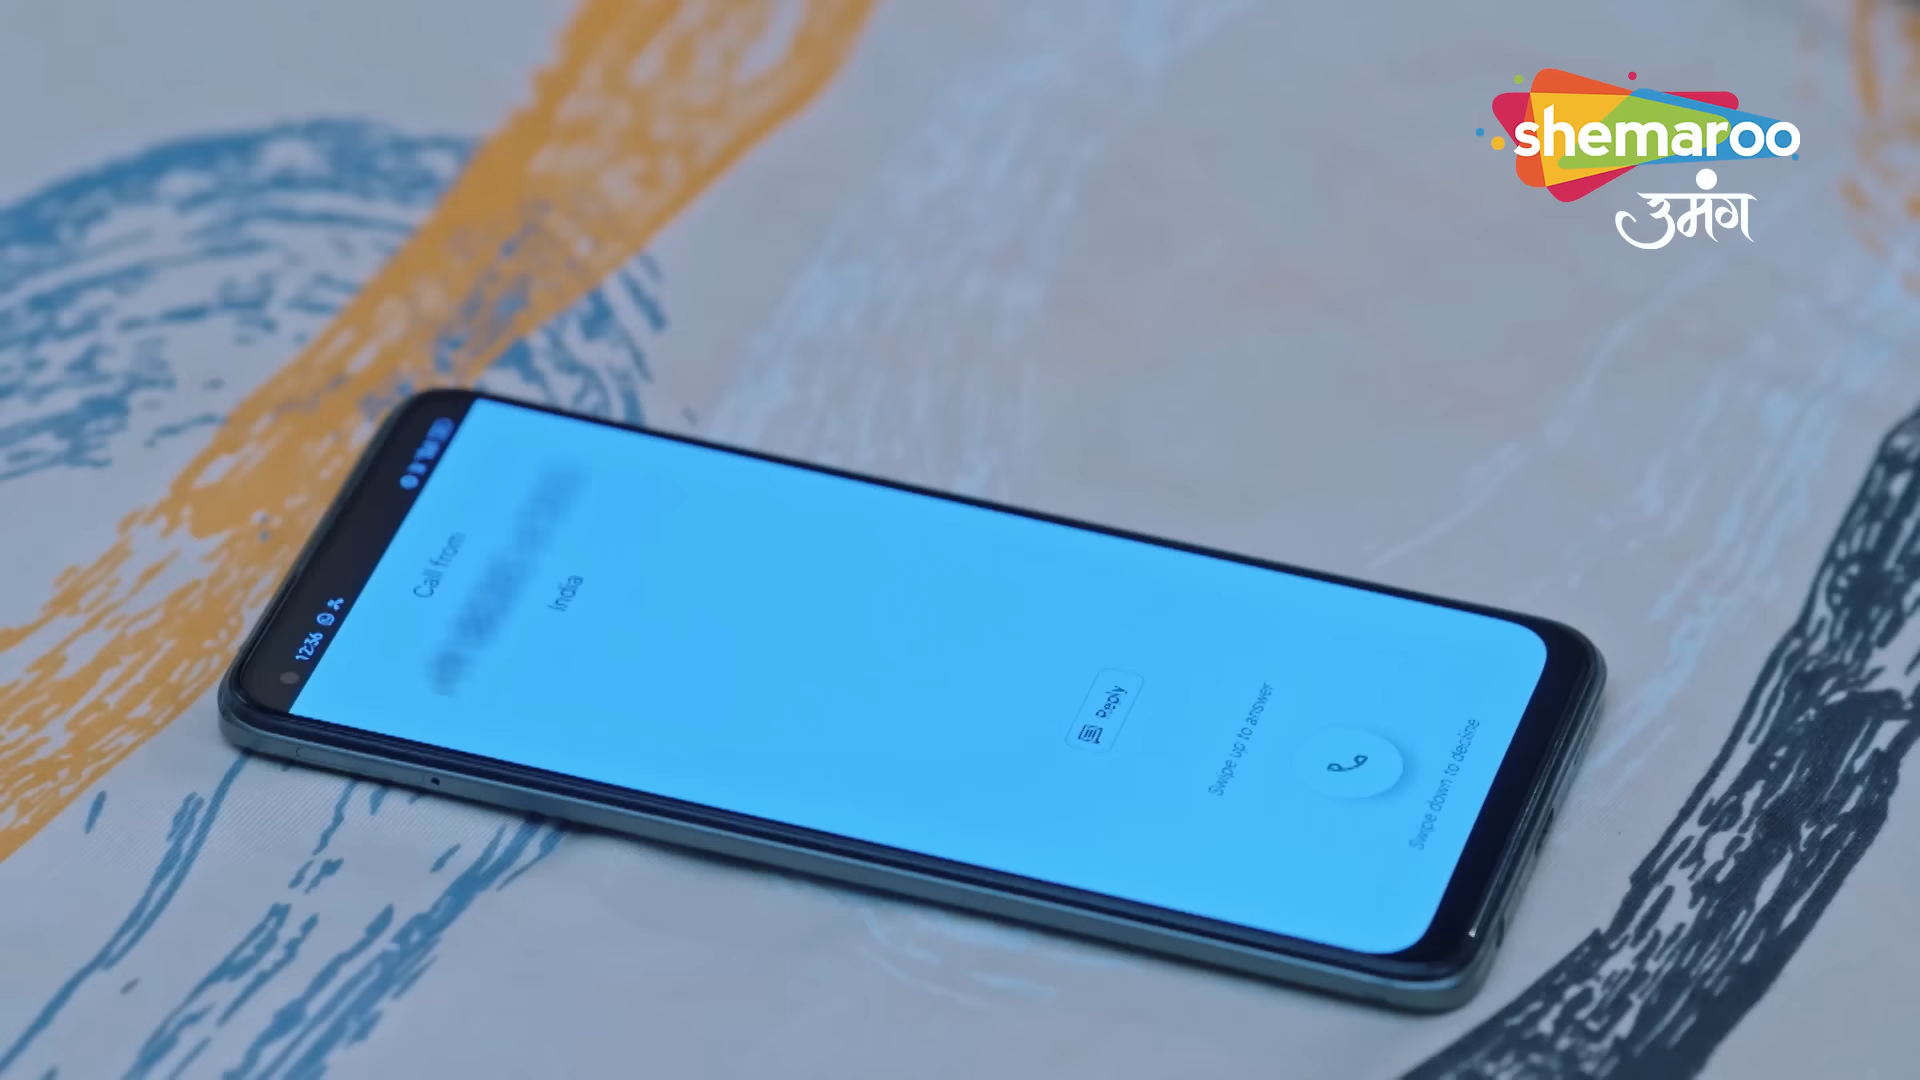 shemaroo
उमंग
12:36
Call from
India
Reply
Swipe up to answer
Swipe down to decline